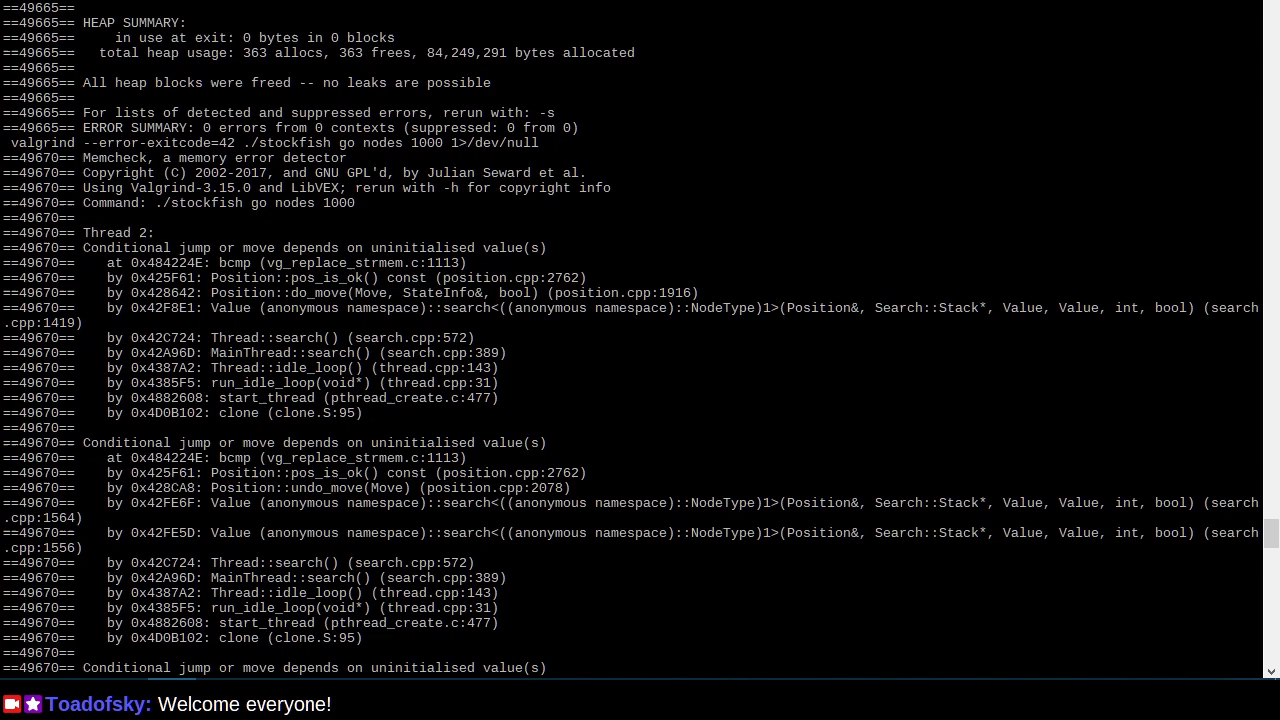 ==49665==
==49665== HEAP SUMMARY:
==49665==     in use at exit: 0 bytes in 0 blocks
==49665==   total heap usage: 363 allocs, 363 frees, 84,249,291 bytes allocated
==49665==
==49665== All heap blocks were freed -- no leaks are possible
==49665==
==49665== For lists of detected and suppressed errors, rerun with: -s
==49665== ERROR SUMMARY: 0 errors from 0 contexts (suppressed: 0 from 0)
 valgrind --error-exitcode=42 ./stockfish go nodes 1000 1>/dev/null
==49670== Memcheck, a memory error detector
==49670== Copyright (C) 2002-2017, and GNU GPL'd, by Julian Seward et al.
==49670== Using Valgrind-3.15.0 and LibVEX; rerun with -h for copyright info
==49670== Command: ./stockfish go nodes 1000
==49670==
==49670== Thread 2:
==49670== Conditional jump or move depends on uninitialised value(s)
==49670==    at 0x484224E: bcmp (vg_replace_strmem.c:1113)
==49670==    by 0x425F61: Position::pos_is_ok() const (position.cpp:2762)
==49670==    by 0x428642: Position::do_move(Move, StateInfo&, bool) (position.cpp:1916)
==49670==    by 0x42F8E1: Value (anonymous namespace)::search<((anonymous namespace)::NodeType)1>(Position&, Search::Stack*, Value, Value, int, bool) (search
.cpp:1419)
==49670==    by 0x42C724: Thread::search() (search.cpp:572)
==49670==    by 0x42A96D: MainThread::search() (search.cpp:389)
==49670==    by 0x4387A2: Thread::idle_loop() (thread.cpp:143)
==49670==    by 0x4385F5: run_idle_loop(void*) (thread.cpp:31)
==49670==    by 0x4882608: start_thread (pthread_create.c:477)
==49670==    by 0x4D0B102: clone (clone.S:95)
==49670==
==49670== Conditional jump or move depends on uninitialised value(s)
==49670==    at 0x484224E: bcmp (vg_replace_strmem.c:1113)
==49670==    by 0x425F61: Position::pos_is_ok() const (position.cpp:2762)
==49670==    by 0x428CA8: Position::undo_move(Move) (position.cpp:2078)
==49670==    by 0x42FE6F: Value (anonymous namespace)::search<((anonymous namespace)::NodeType)1>(Position&, Search::Stack*, Value, Value, int, bool) (search
.cpp:1564)
==49670==    by 0x42FE5D: Value (anonymous namespace)::search<((anonymous namespace)::NodeType)1>(Position&, Search::Stack*, Value, Value, int, bool) (search
.cpp:1556)
==49670==    by 0x42C724: Thread::search() (search.cpp:572)
==49670==    by 0x42A96D: MainThread::search() (search.cpp:389)
==49670==    by 0x4387A2: Thread::idle_loop() (thread.cpp:143)
==49670==    by 0x4385F5: run_idle_loop(void*) (thread.cpp:31)
==49670==    by 0x4882608: start_thread (pthread_create.c:477)
==49670==    by 0x4D0B102: clone (clone.S:95)
==49670==
==49670== Conditional jump or move depends on uninitialised value(s)
Toadofsky: Welcome everyone!